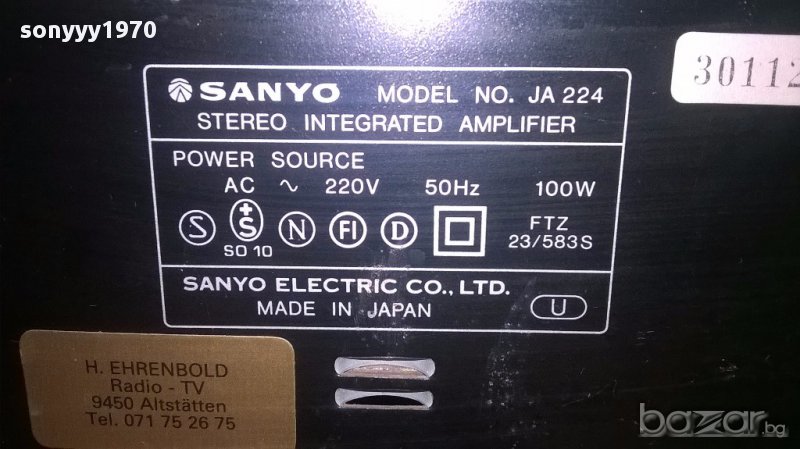 sonyyy1970
30112
SANYO MODEL NO. JA 224
STEREO INTEGRATED AMPLIFIER
POWER SOURCE
AC ~ 220V 50Hz 100W
S +S N FI D FTZ
SO 10 23/583S
SANYO ELECTRIC CO., LTD.
MADE IN JAPAN U
H. EHRENBOLD
Radio - TV
9450 Altstätten
Tel. 071 75 26 75
bazar.bg